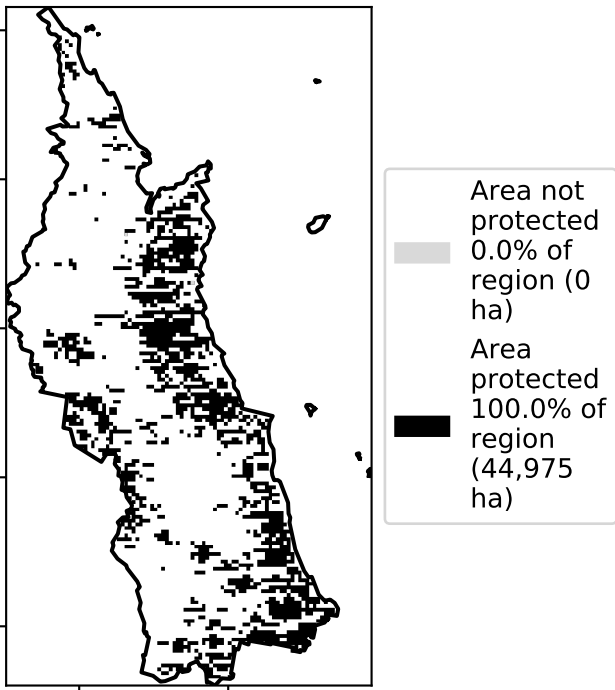 Area not
protected
0.0% of
region (0
ha)
Area
protected
100.0% of
region
(44,975
ha)